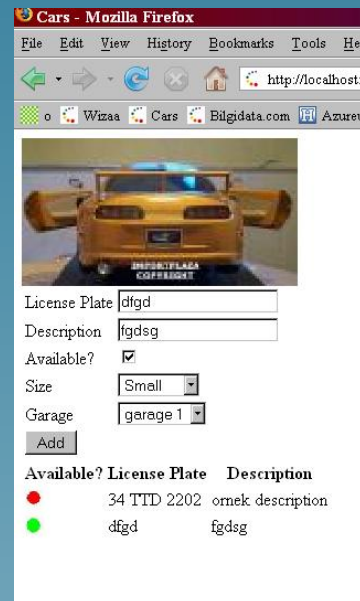 Cars - Mozilla Firefox
File Edit View History Bookmarks Tools He
http://localhost:
o Wizaa Cars Bilgidata.com Azureu
IMPORTPLAZA
COPYRIGHT
License Plate dfgd
Description fgdsg
Available?
Size Small
Garage garage 1
Add
Available? License Plate Description
34 TTD 2202 ornek description
dfgd fgdsg